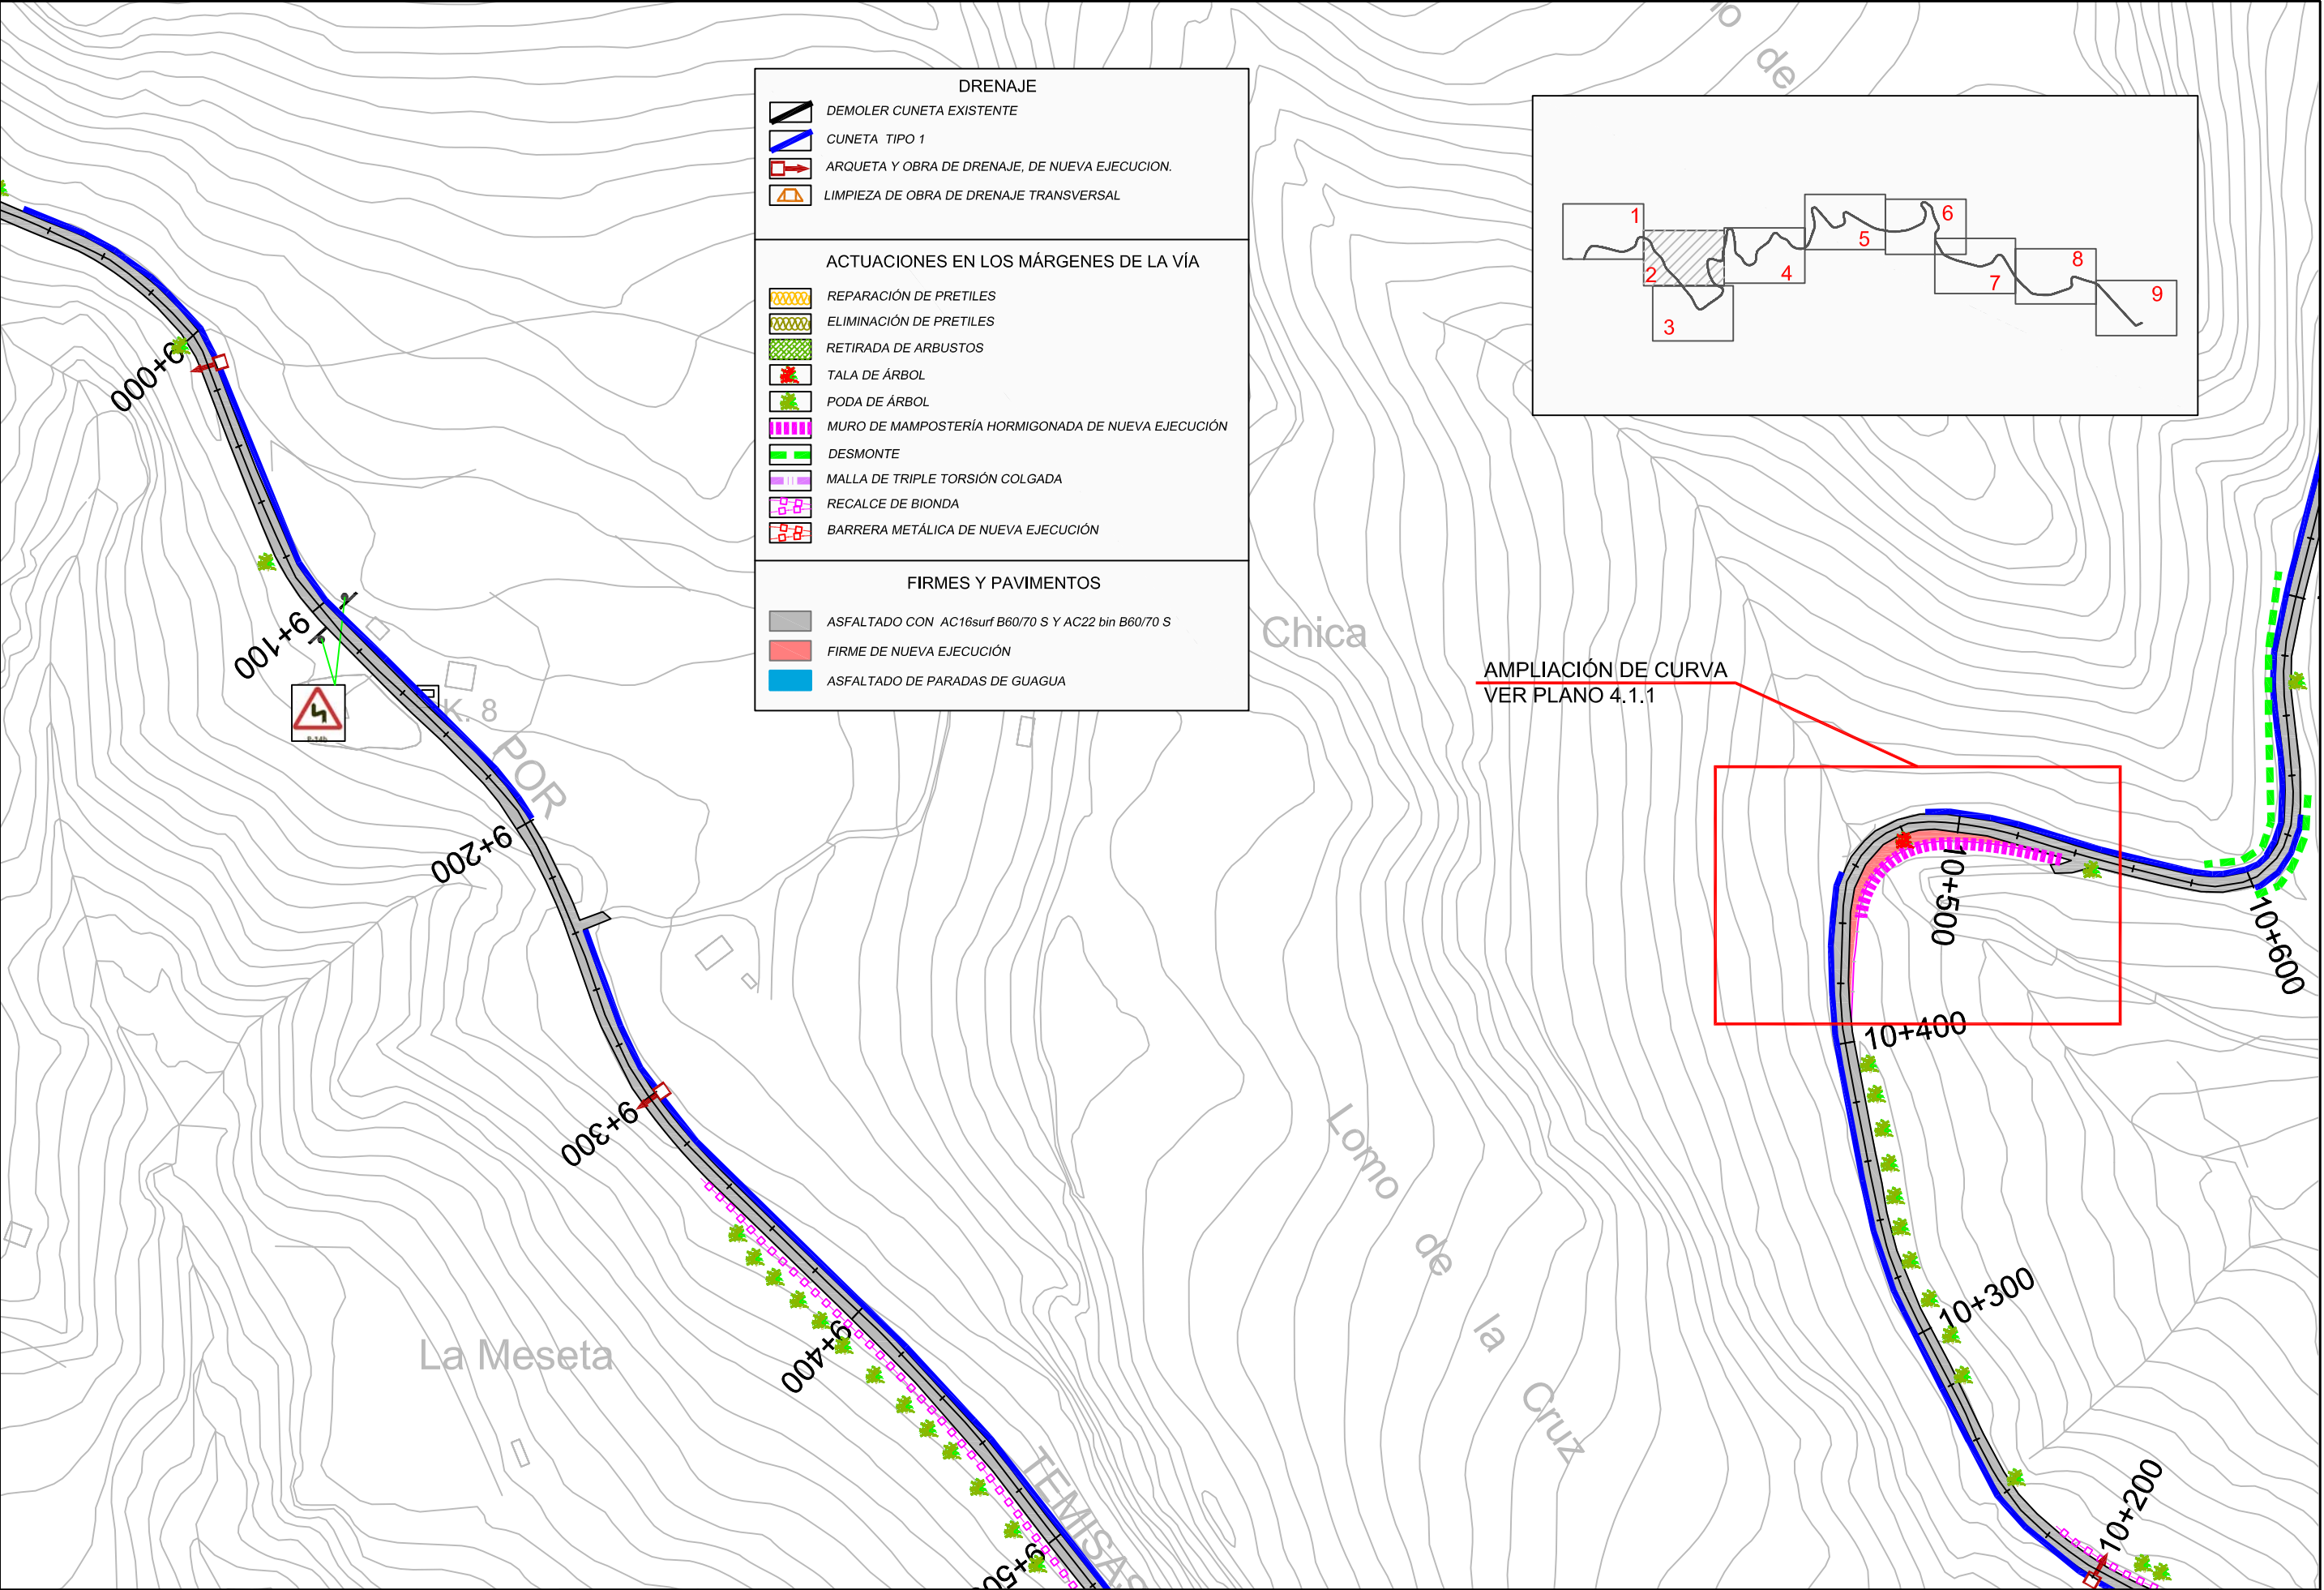 DRENAJE
DEMOLER CUNETA EXISTENTE
CUNETA TIPO 1
ARQUETA Y OBRA DE DRENAJE, DE NUEVA EJECUCION.
LIMPIEZA DE OBRA DE DRENAJE TRANSVERSAL
ACTUACIONES EN LOS MÁRGENES DE LA VÍA
REPARACIÓN DE PRETILES
ELIMINACIÓN DE PRETILES
RETIRADA DE ARBUSTOS
TALA DE ÁRBOL
PODA DE ÁRBOL
MURO DE MAMPOSTERÍA HORMIGONADA DE NUEVA EJECUCIÓN
DESMONTE
MALLA DE TRIPLE TORSIÓN COLGADA
RECALCE DE BIONDA
BARRERA METÁLICA DE NUEVA EJECUCIÓN
FIRMES Y PAVIMENTOS
ASFALTADO CON AC16surf B60/70 S Y AC22 bin B60/70 S
FIRME DE NUEVA EJECUCIÓN
ASFALTADO DE PARADAS DE GUAGUA
de
1
2
3
4
5
6
7
8
9
9+000
9+100
K. 8
POR
9+200
9+300
La Meseta
9+400
TEMISAS
Chica
Lomo
de
la
Cruz
AMPLIACIÓN DE CURVA
VER PLANO 4.1.1
10+500
10+600
10+400
10+300
10+200